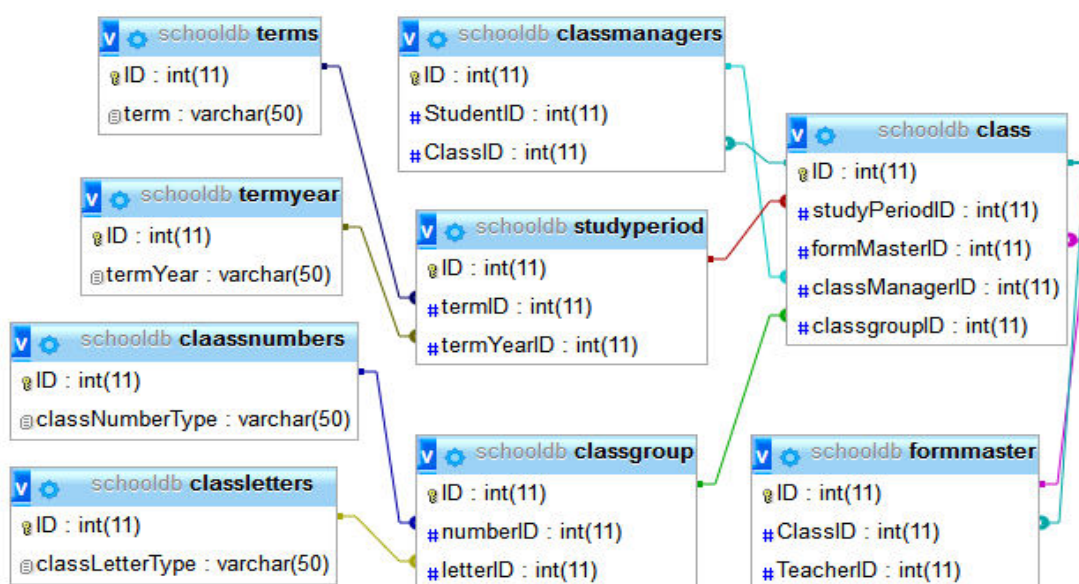 schooldb terms
ID : int(11)
term : varchar(50)
schooldb classmanagers
ID : int(11)
StudentID : int(11)
ClassID : int(11)
schooldb class
ID : int(11)
studyPeriodID : int(11)
formMasterID : int(11)
classManagerID : int(11)
classgroupID : int(11)
schooldb termyear
ID : int(11)
termYear : varchar(50)
schooldb studyperiod
ID : int(11)
termID : int(11)
termYearID : int(11)
schooldb claassnumbers
ID : int(11)
classNumberType : varchar(50)
schooldb classletters
ID : int(11)
classLetterType : varchar(50)
schooldb classgroup
ID : int(11)
numberID : int(11)
letterID : int(11)
schooldb formmaster
ID : int(11)
ClassID : int(11)
TeacherID : int(11)